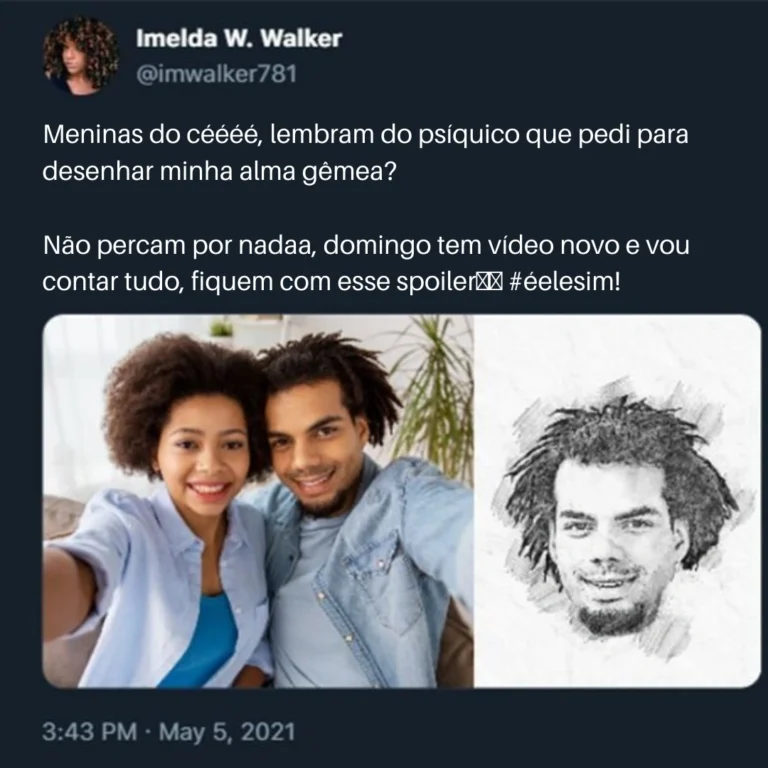 Imelda W. Walker
@imwalker781
Meninas do céééé, lembram do psíquico que pedi para
desenhar minha alma gêmea?
Não percam por nadaa, domingo tem vídeo novo e vou
contar tudo, fiquem com esse spoiler #éelesim!
3:43 PM · May 5, 2021